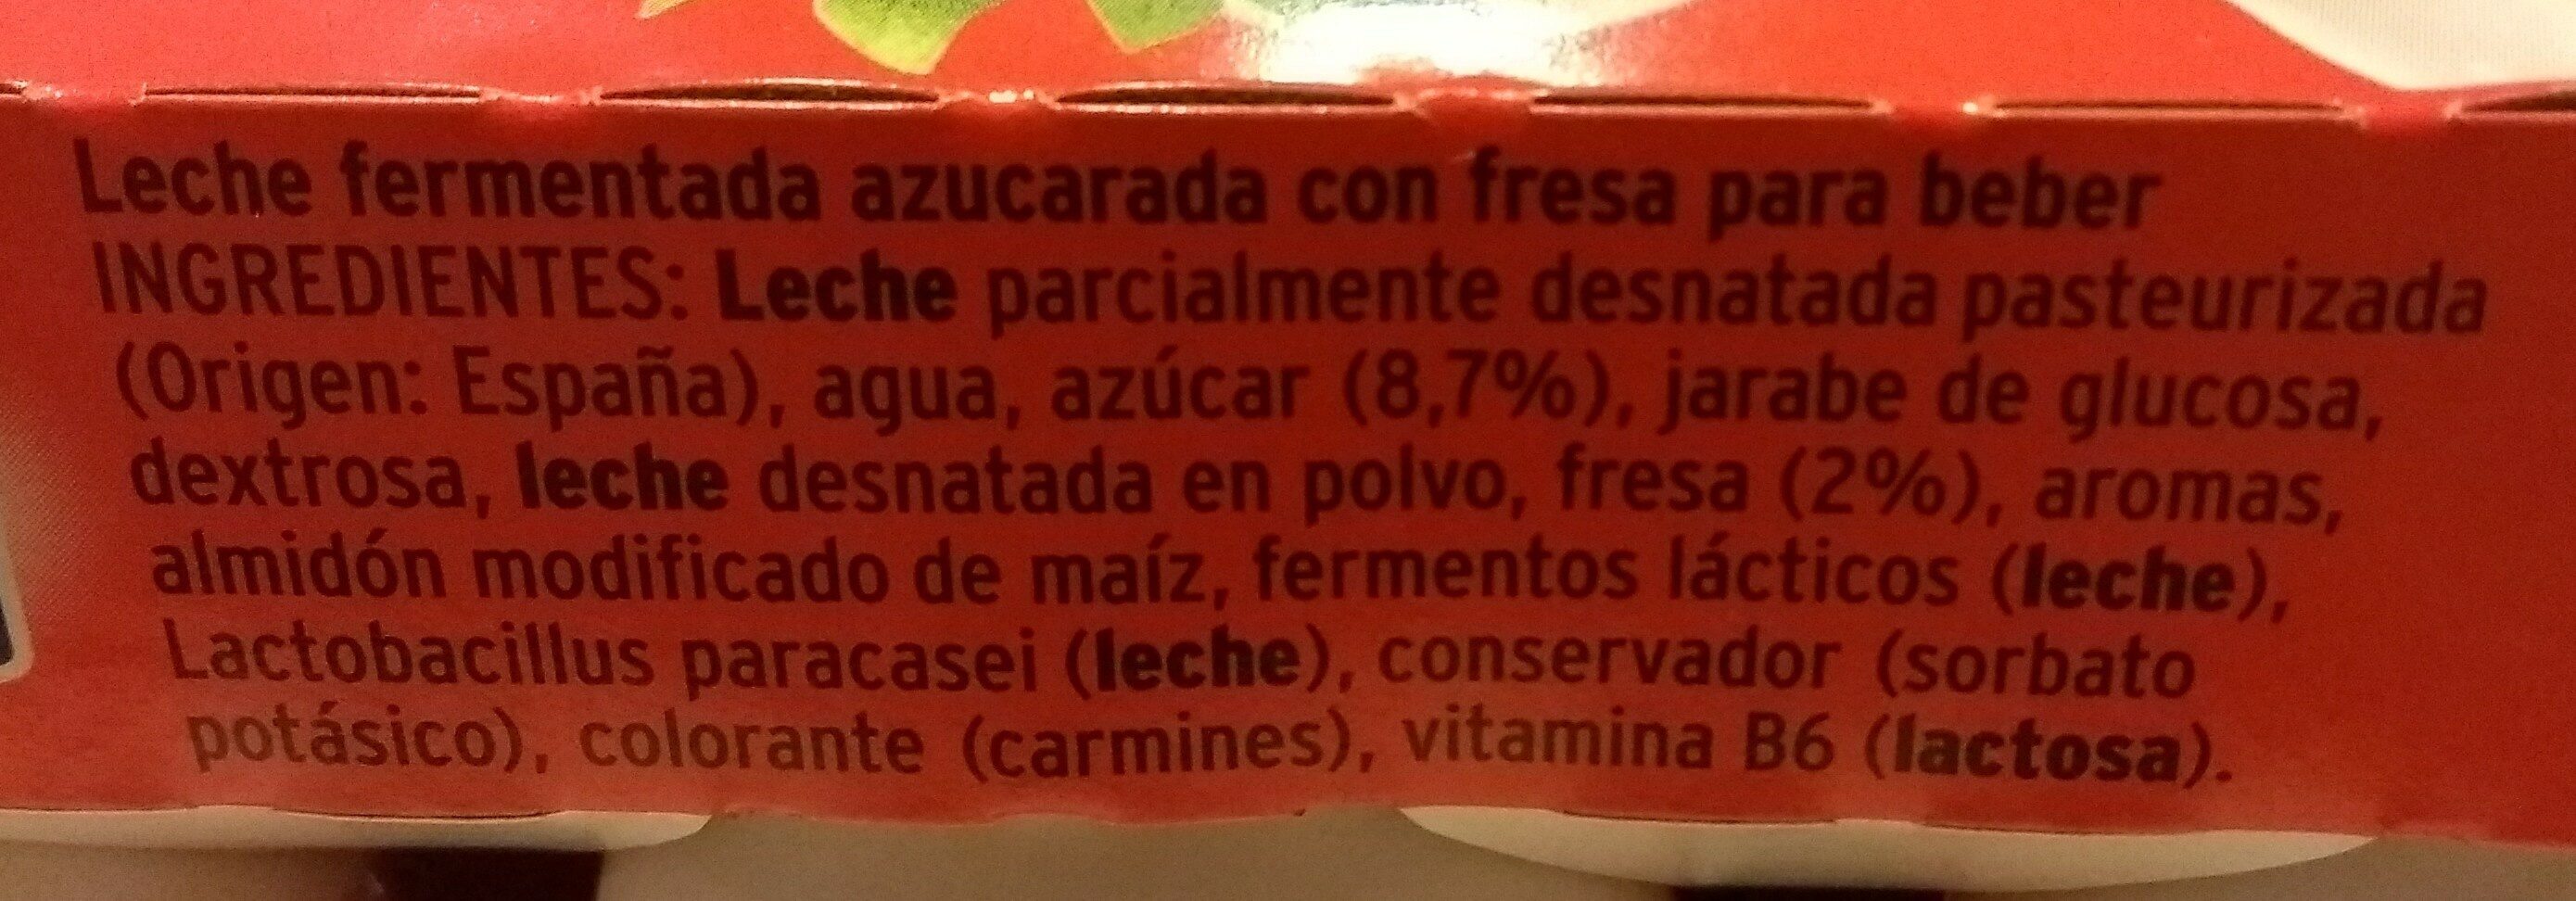 Leche fermentada azucarada con fresa para beber
INGREDIENTES: Leche parcialmente desnatada pasteurizada
(Origen: España), agua, azúcar (8,7%), jarabe de glucosa,
dextrosa, leche desnatada en polvo, fresa (2%), aromas,
almidón modificado de maíz, fermentos lácticos (leche),
Lactobacillus paracasei (leche), conservador (sorbato
potásico), colorante (carmines), vitamina B6 (lactosa).